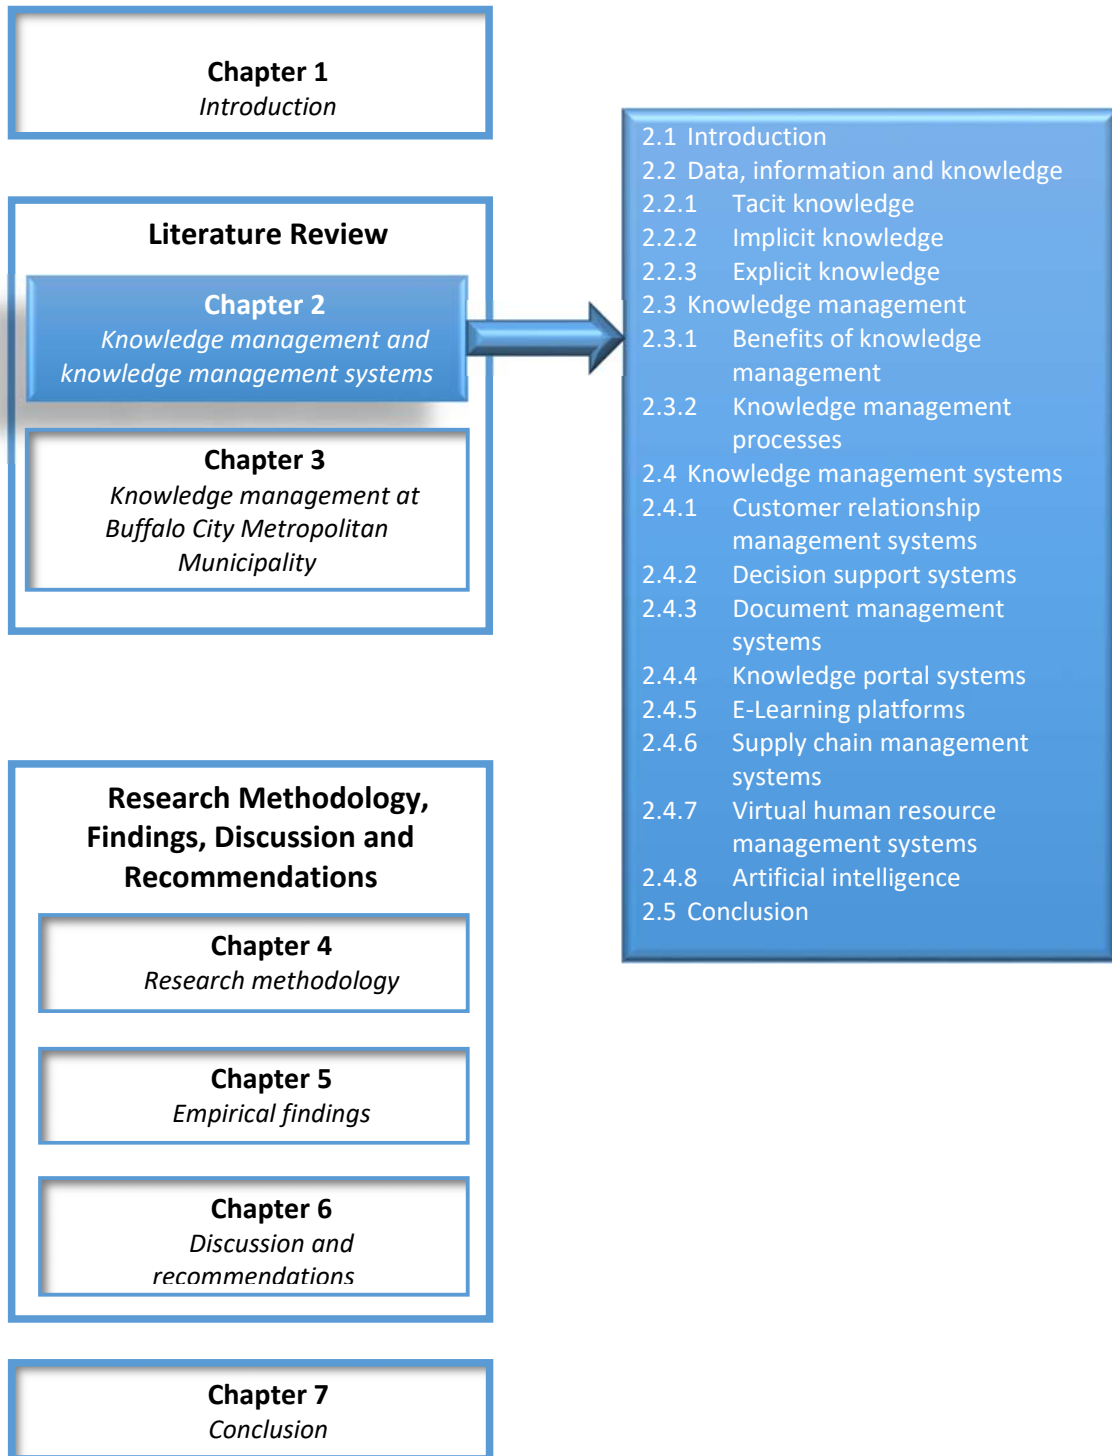 Chapter 1
Introduction
Literature Review
Chapter 2
Knowledge management and
knowledge management systems
Chapter 3
Knowledge management at
Buffalo City Metropolitan
Municipality
Research Methodology,
Findings, Discussion and
Recommendations
Chapter 4
Research methodology
Chapter 5
Empirical findings
Chapter 6
Discussion and
recommendations
Chapter 7
Conclusion
2.1 Introduction
2.2 Data, information and knowledge
2.2.1 Tacit knowledge
2.2.2 Implicit knowledge
2.2.3 Explicit knowledge
2.3 Knowledge management
2.3.1 Benefits of knowledge
management
2.3.2 Knowledge management
processes
2.4 Knowledge management systems
2.4.1 Customer relationship
management systems
2.4.2 Decision support systems
2.4.3 Document management
systems
2.4.4 Knowledge portal systems
2.4.5 E-Learning platforms
2.4.6 Supply chain management
systems
2.4.7 Virtual human resource
management systems
2.4.8 Artificial intelligence
2.5 Conclusion